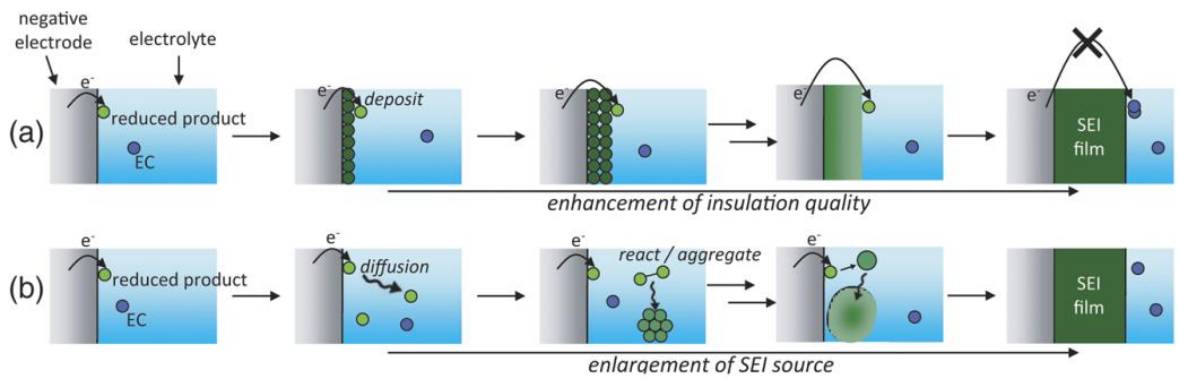 negative
electrode
electrolyte
(a)
e-
reduced product
EC
e-
deposit
e-
e-
e-
SEI
film
enhancement of insulation quality
(b)
e-
reduced product
EC
e-
diffusion
e-
react / aggregate
e-
SEI
film
enlargement of SEI source